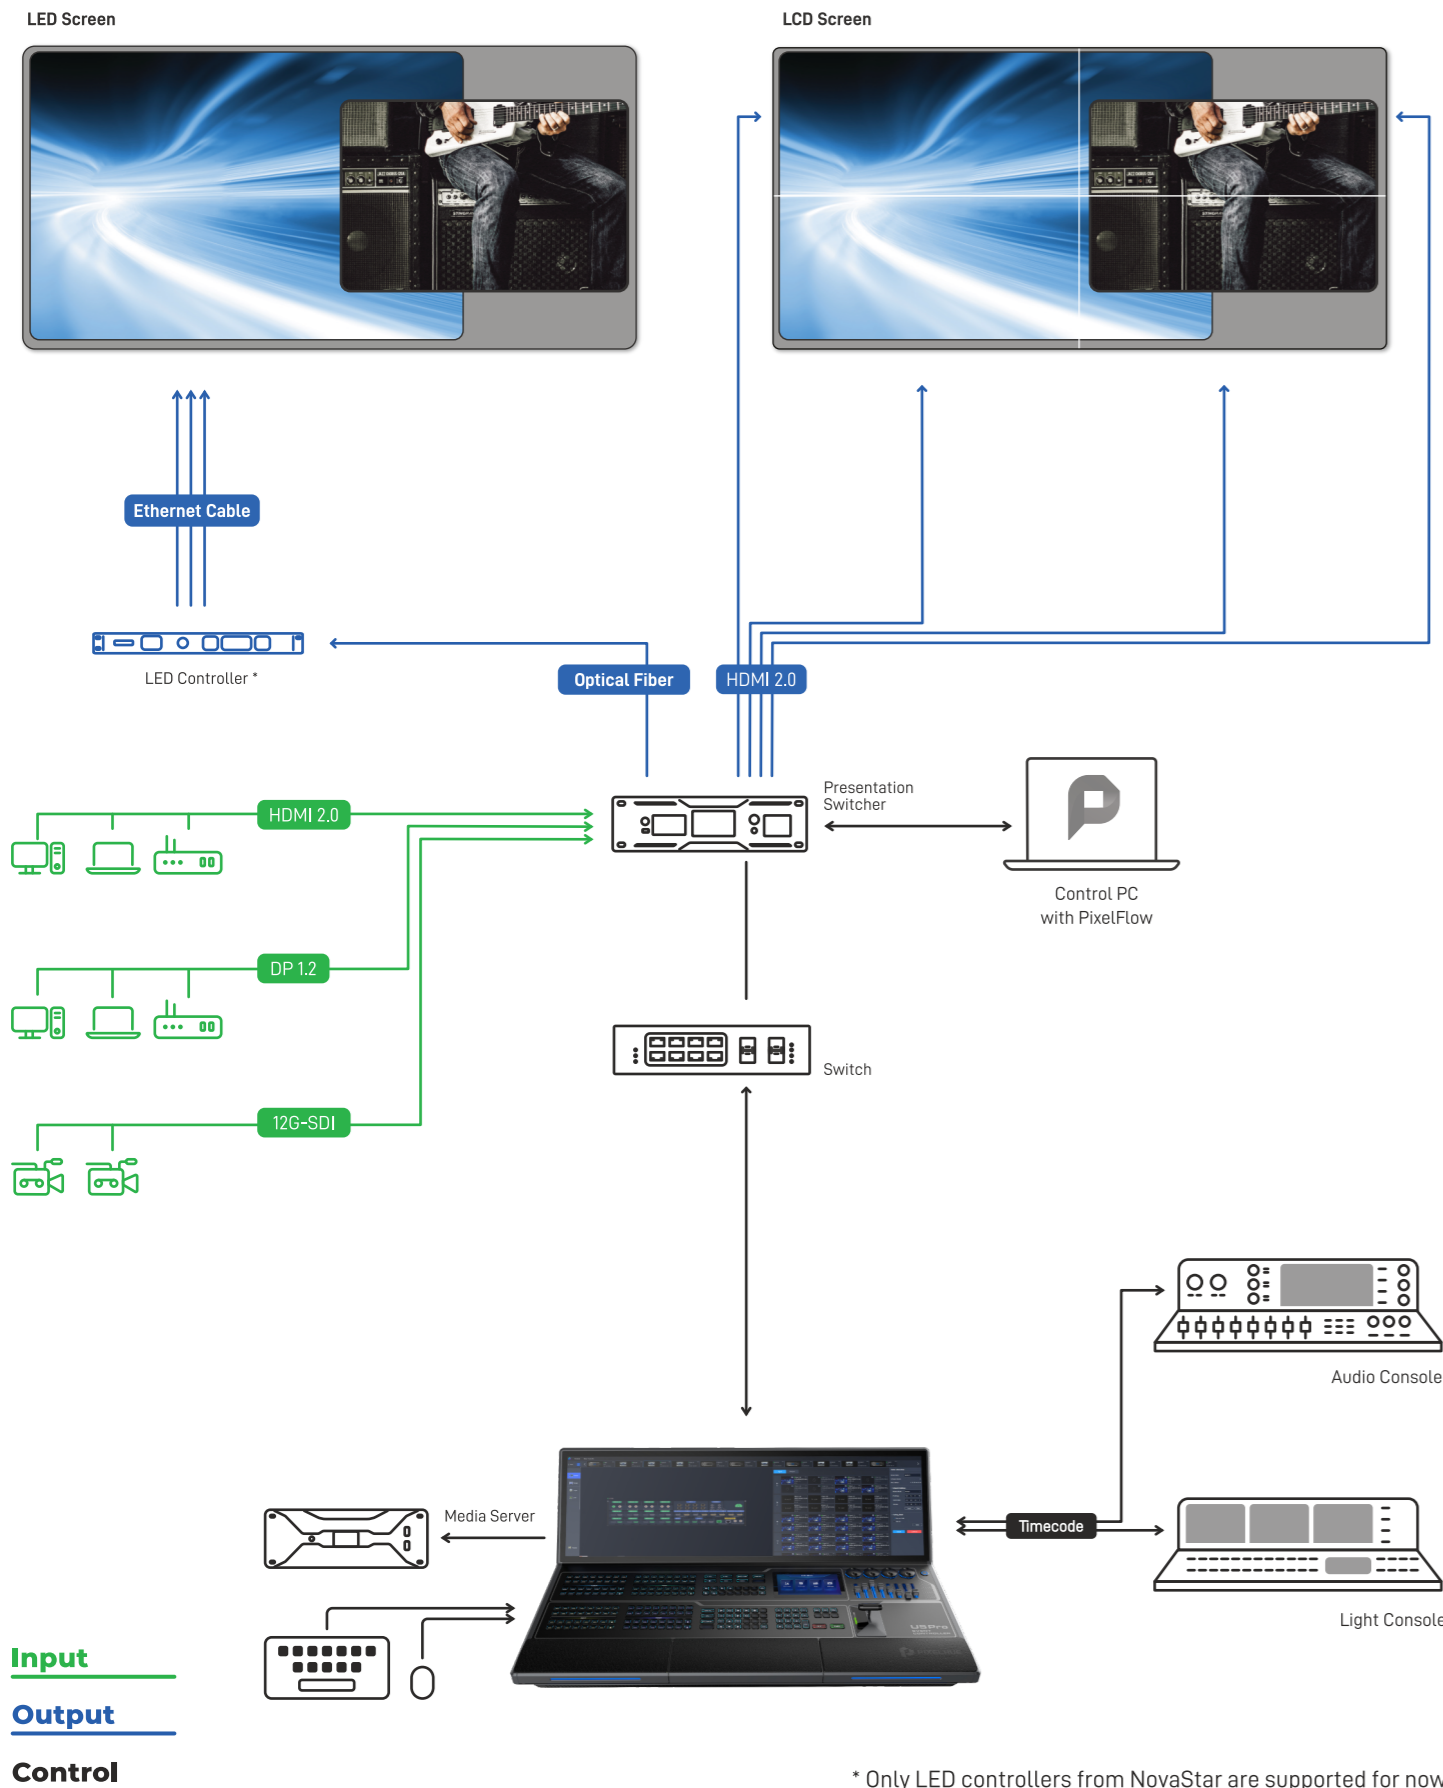 LED Screen
LCD Screen
Ethernet Cable
LED Controller *
Optical Fiber
HDMI 2.0
Presentation
Switcher
HDMI 2.0
Control PC
with PixelFlow
DP 1.2
Switch
12G-SDI
Audio Console
Media Server
Timecode
Light Console
U5 Pro
Input
Output
Control
* Only LED controllers from NovaStar are supported for now